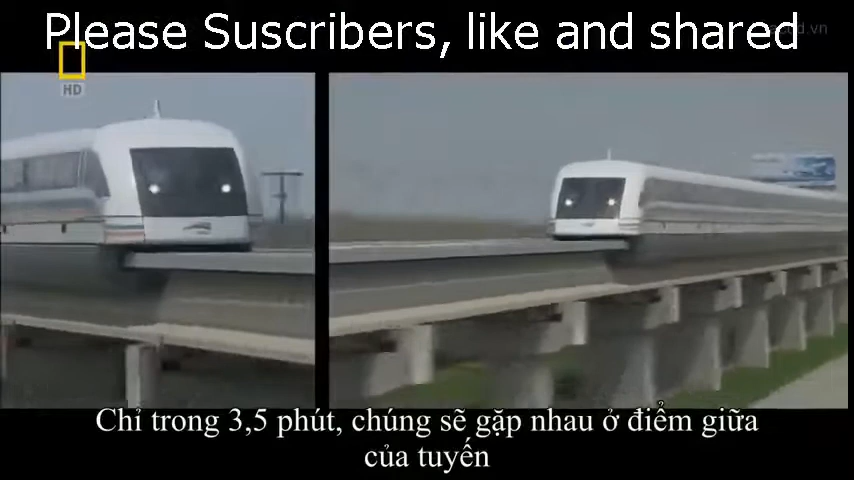 Please Suscribers, like and shared
HD
Chỉ trong 3,5 phút, chúng sẽ gặp nhau ở điểm giữa
của tuyến